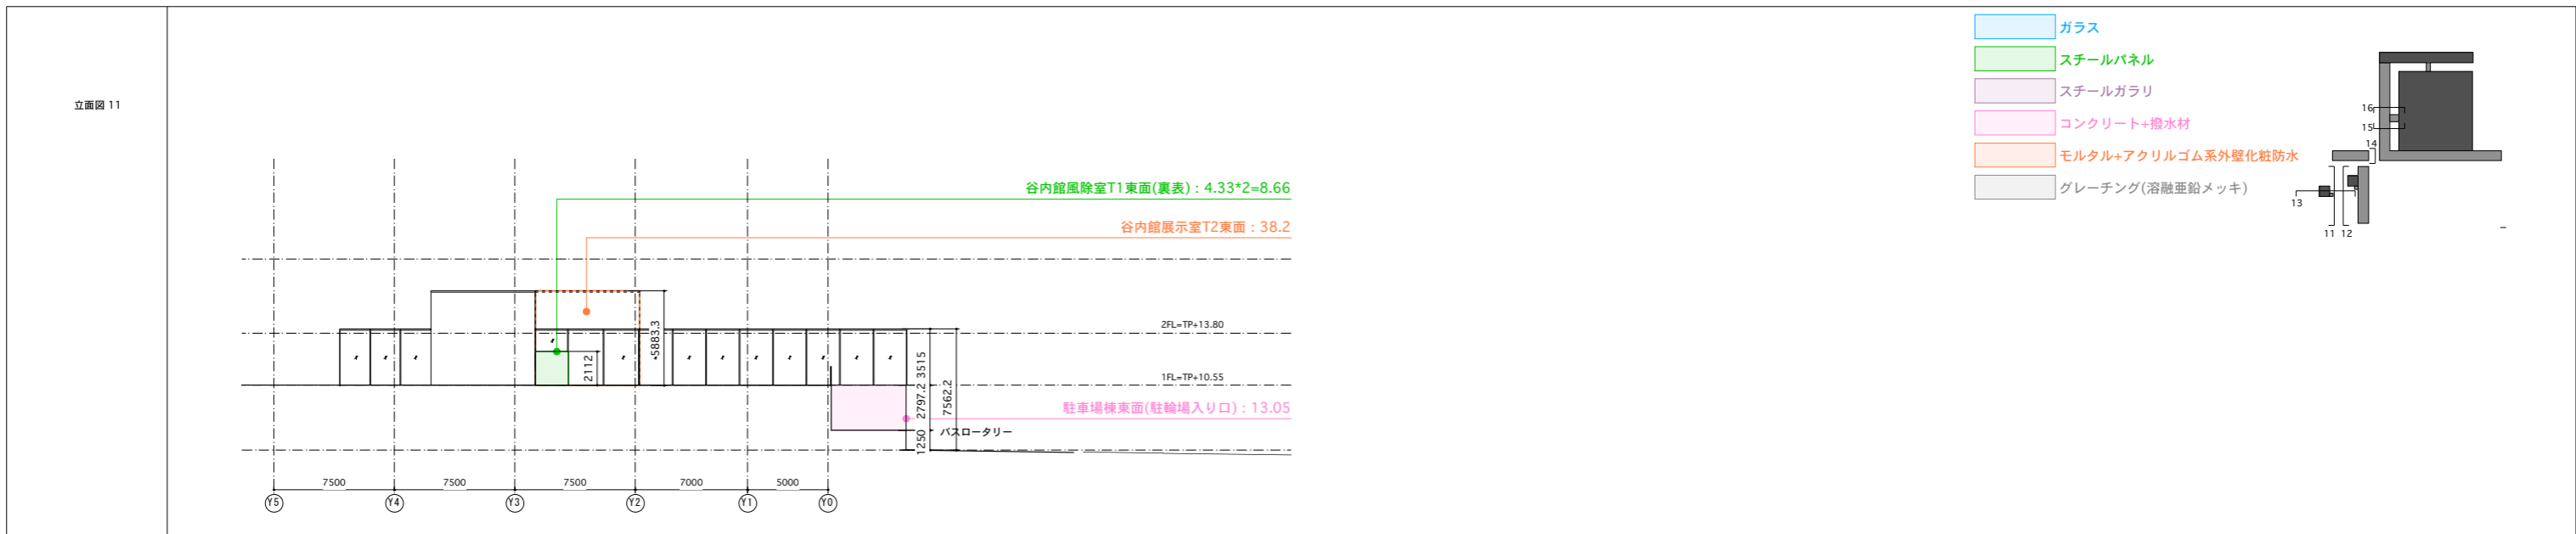 立面図 11
ガラス
スチールパネル
スチールガラリ
コンクリート+撥水材
モルタル+アクリルゴム系外壁化粧防水
グレーチング(溶融亜鉛メッキ)
16
15
14
13
11 12
谷内館風除室T1東面(裏表) : 4.33*2=8.66
谷内館展示室T2東面 : 38.2
2FL=TP+13.80
5883.3
2112
3515
1FL=TP+10.55
2797.2
7562.2
駐車場棟東面(駐輪場入り口) : 13.05
バスロータリー
1250
7500 7500 7500 7000 5000
Y5 Y4 Y3 Y2 Y1 Y0